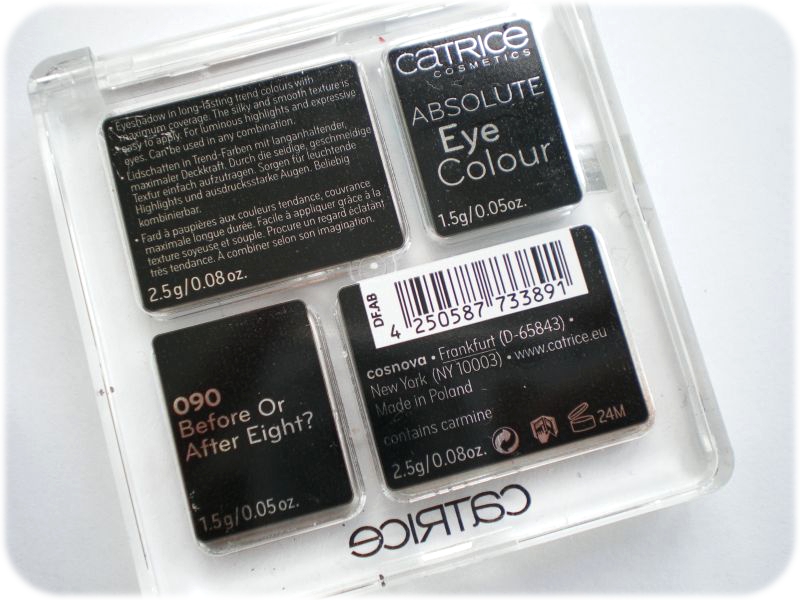 • Eyeshadow in long-lasting trend colours with
maximum coverage. The silky and smooth texture is
easy to apply. For luminous highlights and expressive
eyes. Can be used in any combination.
• Lidschatten in Trend-Farben mit langanhaltender,
maximaler Deckkraft. Durch die seidige, geschmeidige
Textur einfach aufzutragen. Sorgen für leuchtende
Highlights und ausdrucksstarke Augen. Beliebig
kombinierbar.
• Fard à paupières aux couleurs tendance, couvrance
maximale longue durée. Facile à appliquer grâce à la
texture soyeuse et souple. Procure un regard éclatant
très tendance. À combiner selon son imagination.
2.5g/0.08oz.
CATRICE
COSMETICS
ABSOLUTE
Eye
Colour
1.5g/0.05oz.
090
Before Or
After Eight?
1.5g/0.05oz.
DF.AB
4 250587 733891
cosnova • Frankfurt (D-65843) •
New York (NY 10003) • www.catrice.eu
Made in Poland
contains carmine
2.5g/0.08oz.
24M
CATRICE